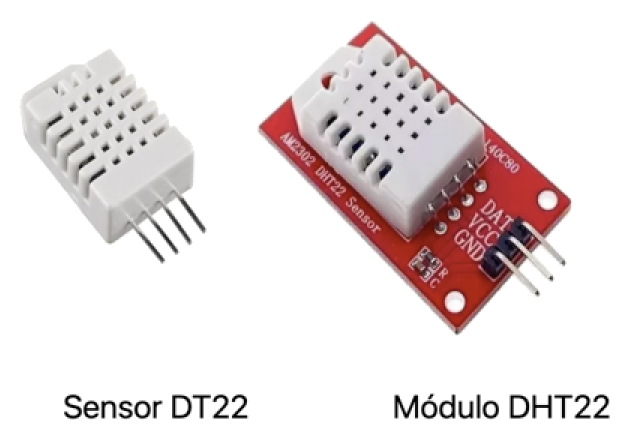 AM2302 DHT22 Sensor
DAT
VCC
GND
R
C
Sensor DT22
Módulo DHT22